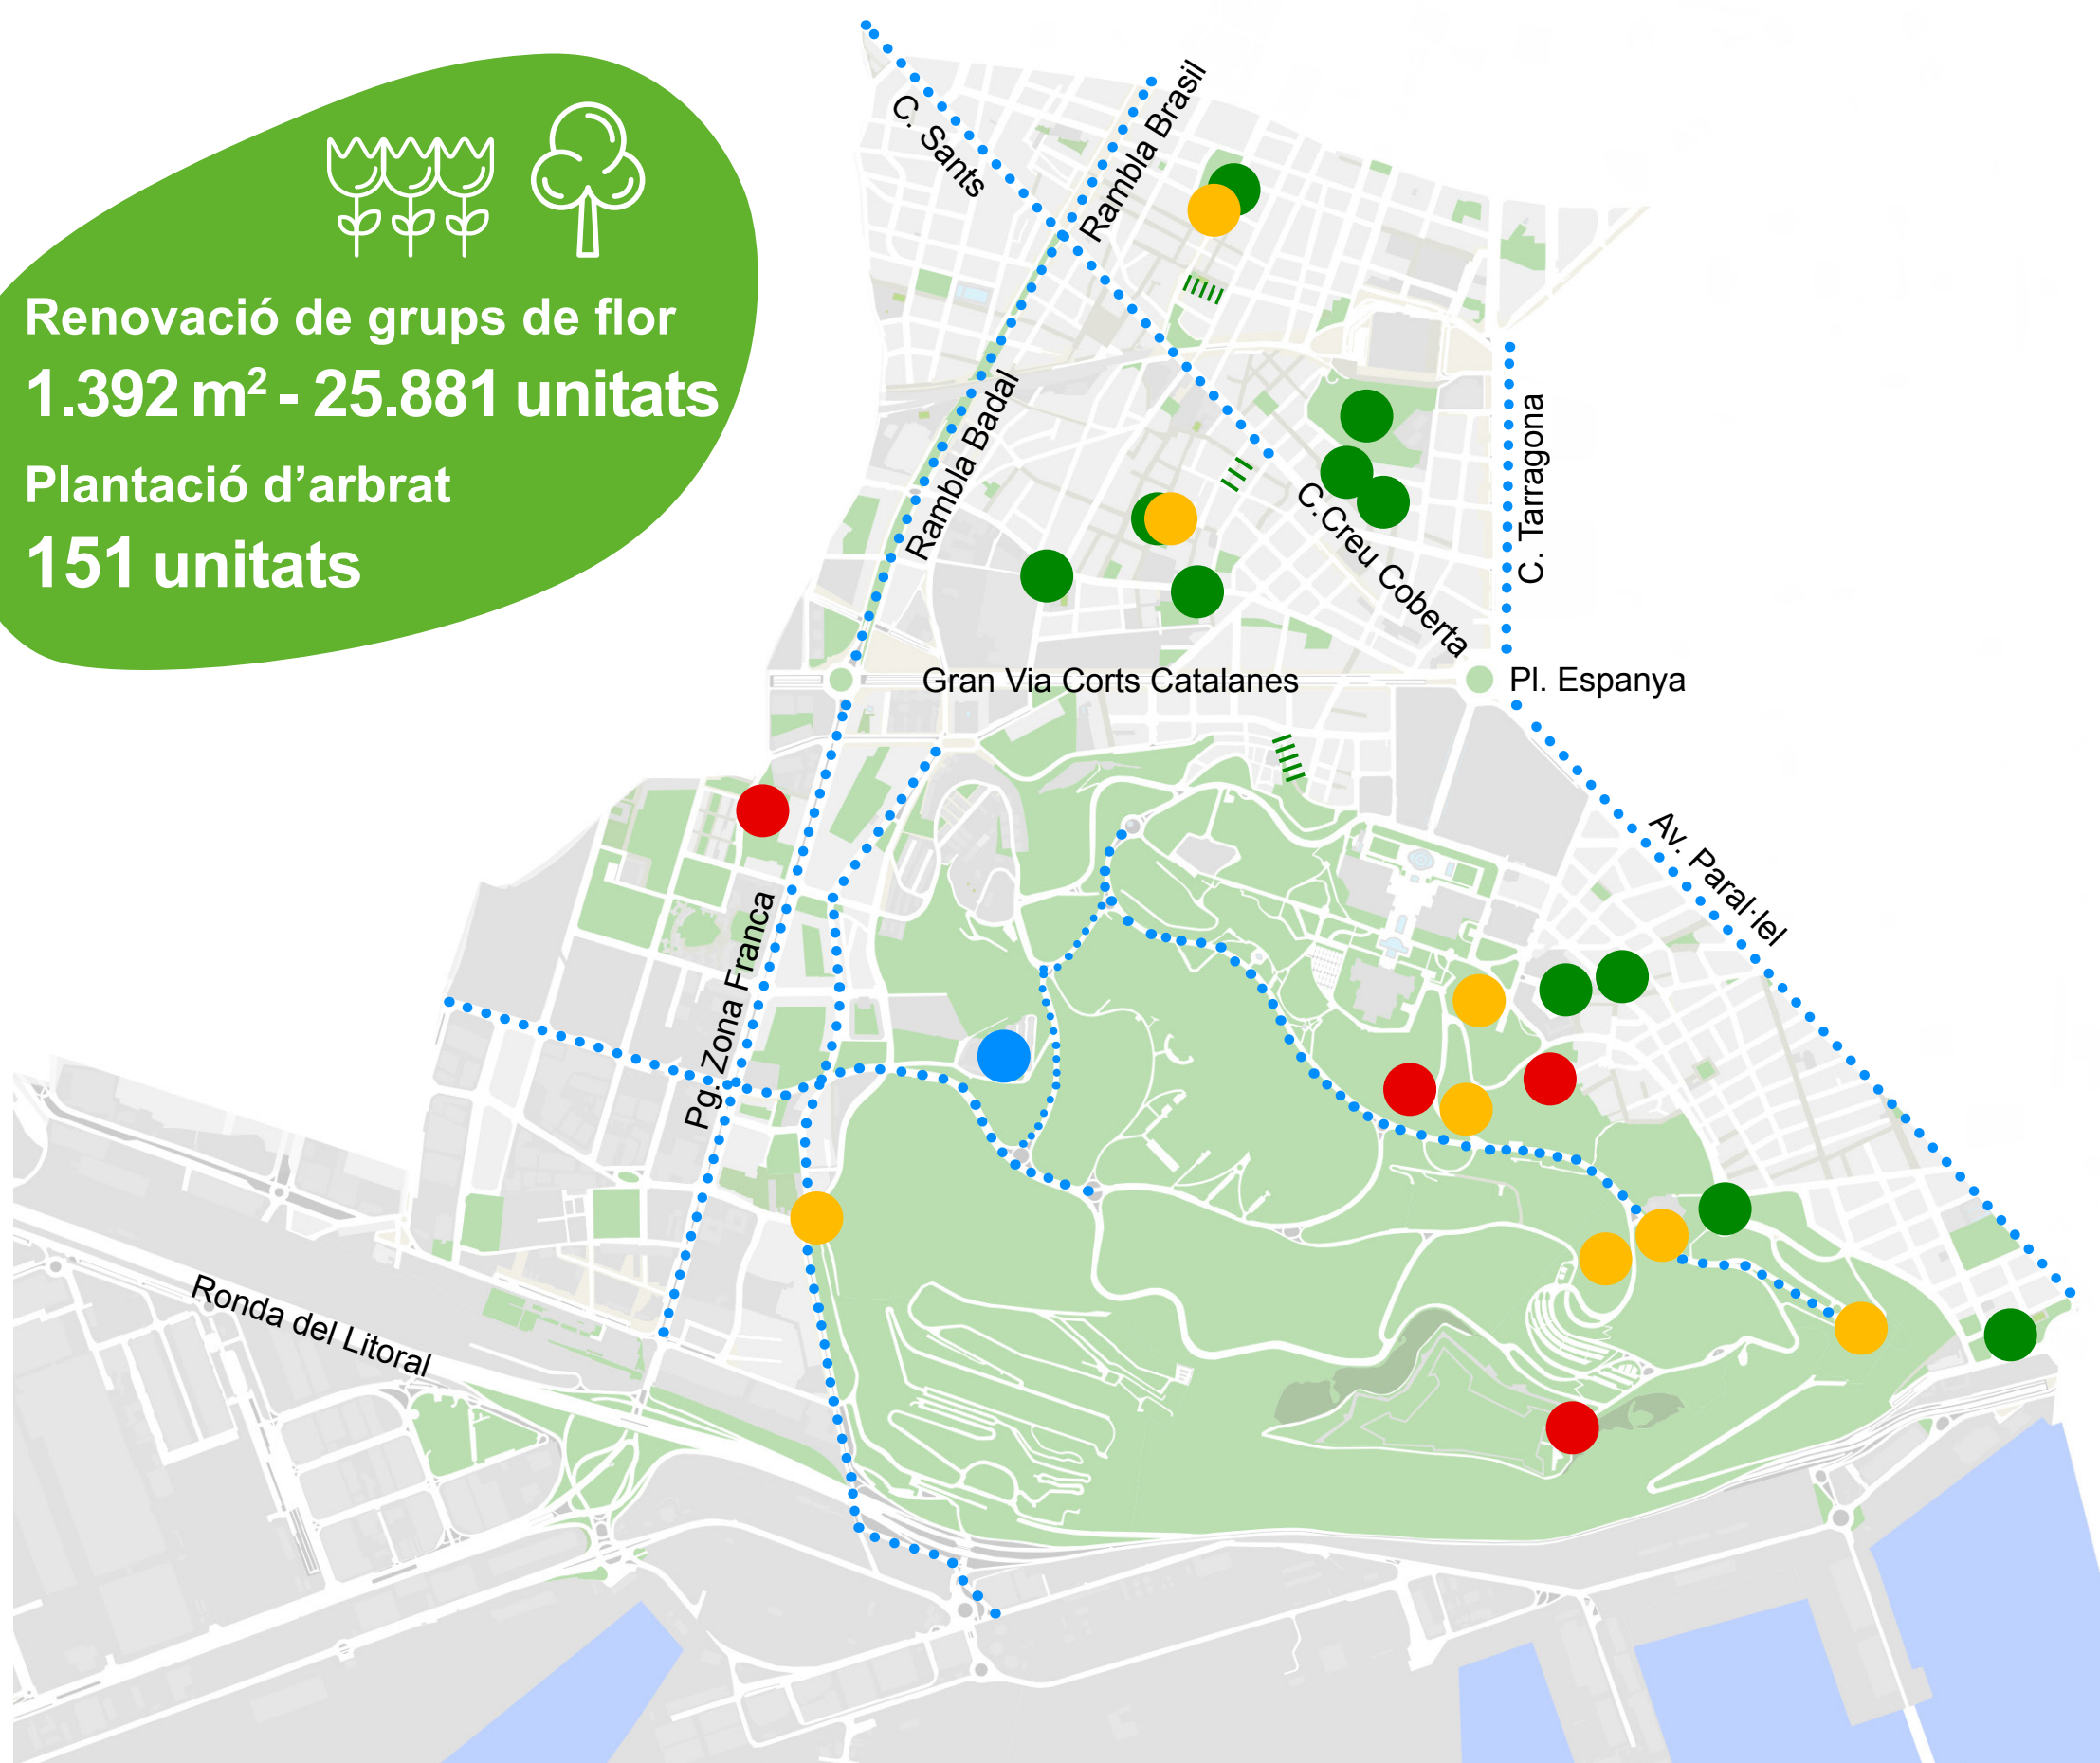 Renovació de grups de flor
1.392 m² - 25.881 unitats
Plantació d'arbrat
151 unitats
C. Sants
Rambla Brasil
Rambla Badal
C. Tarragona
C.Creu Coberta
Gran Via Corts Catalanes
Pl. Espanya
Av. Paral·lel
Pg. Zona Franca
Ronda del Litoral